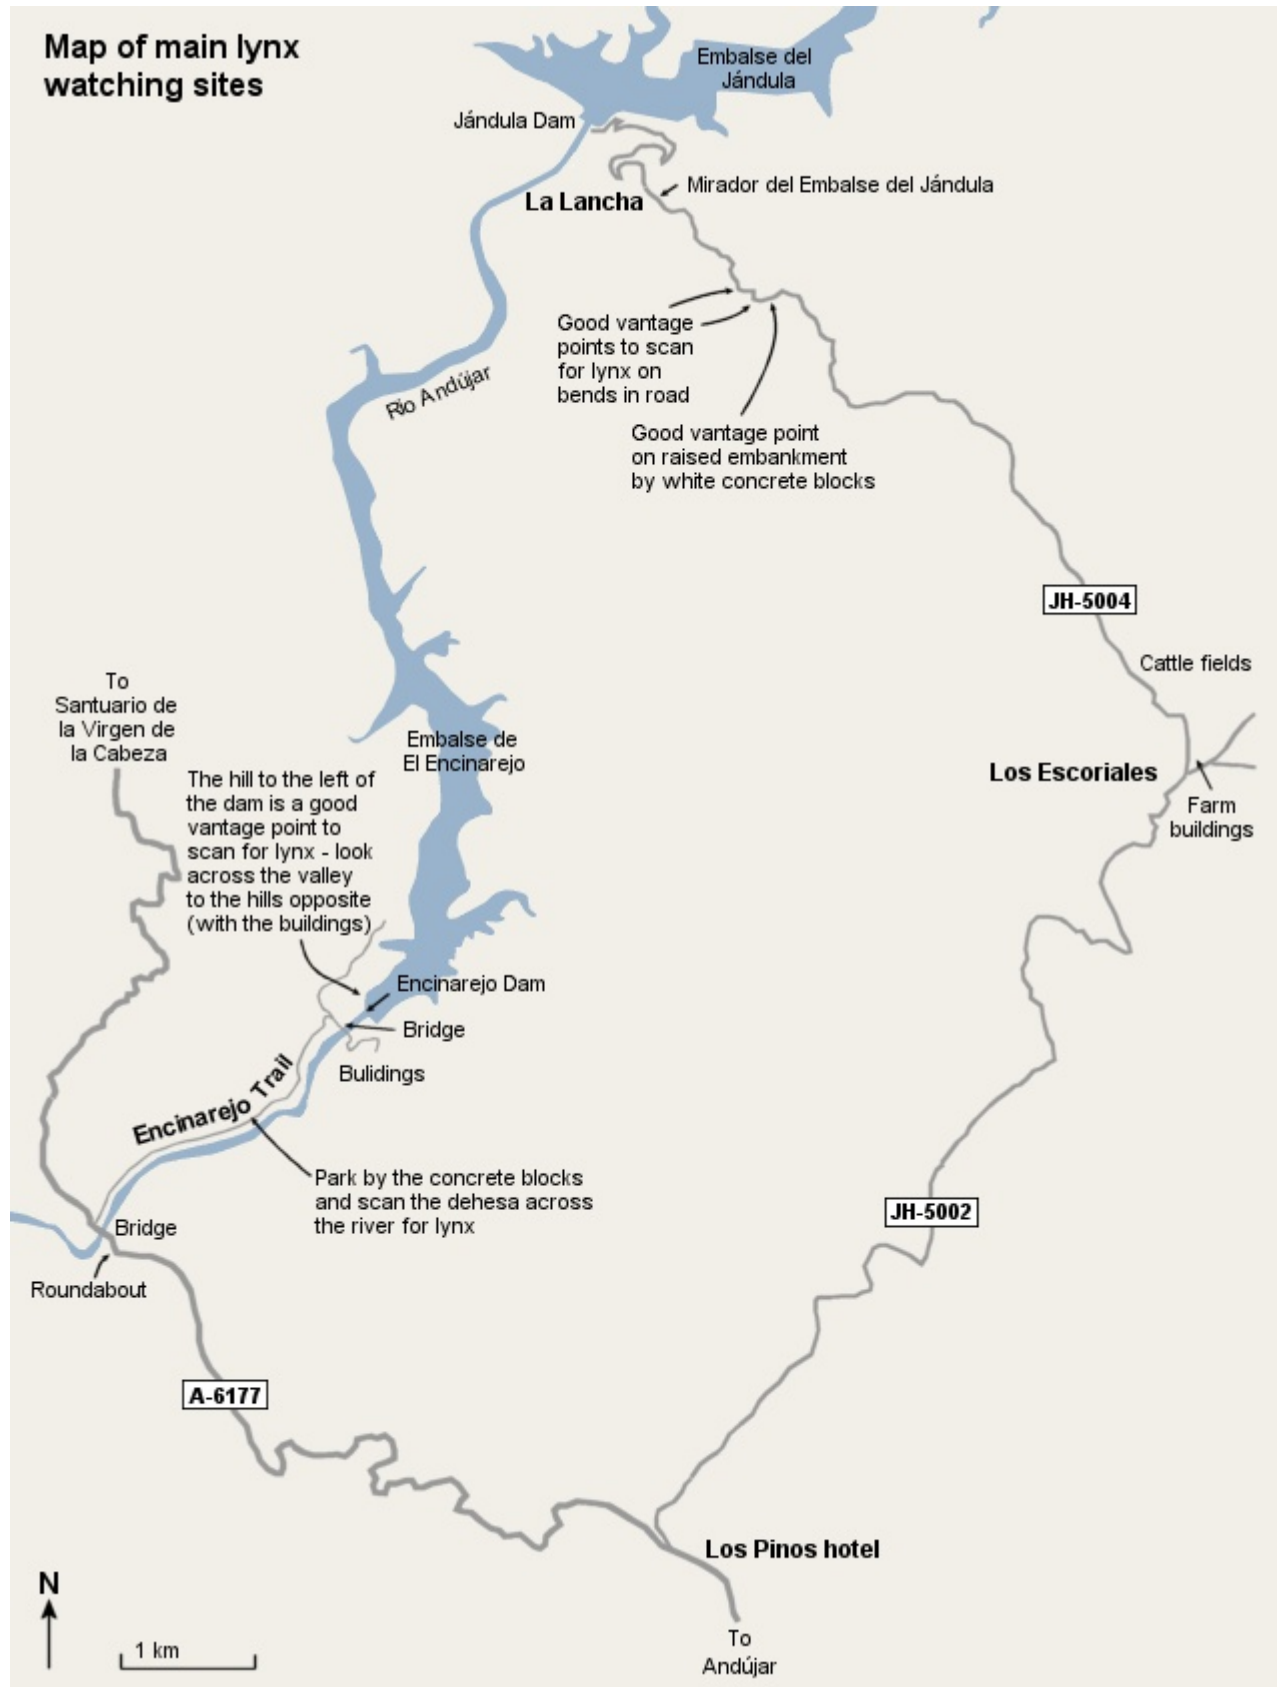 Map of main lynx
watching sites
Embalse del
Jándula
Jándula Dam
Mirador del Embalse del Jándula
La Lancha
Good vantage
points to scan
for lynx on
bends in road
Rio Andújar
Good vantage point
on raised embankment
by white concrete blocks
JH-5004
Cattle fields
To
Santuario de
la Virgen de
la Cabeza
Embalse de
El Encinarejo
Los Escoriales
The hill to the left of
the dam is a good
vantage point to
scan for lynx - look
across the valley
to the hills opposite
(with the buildings)
Farm
buildings
Encinarejo Dam
Bridge
Bulidings
Encinarejo Trail
Park by the concrete blocks
and scan the dehesa across
the river for lynx
JH-5002
Bridge
Roundabout
A-6177
Los Pinos hotel
N
1 km
To
Andújar